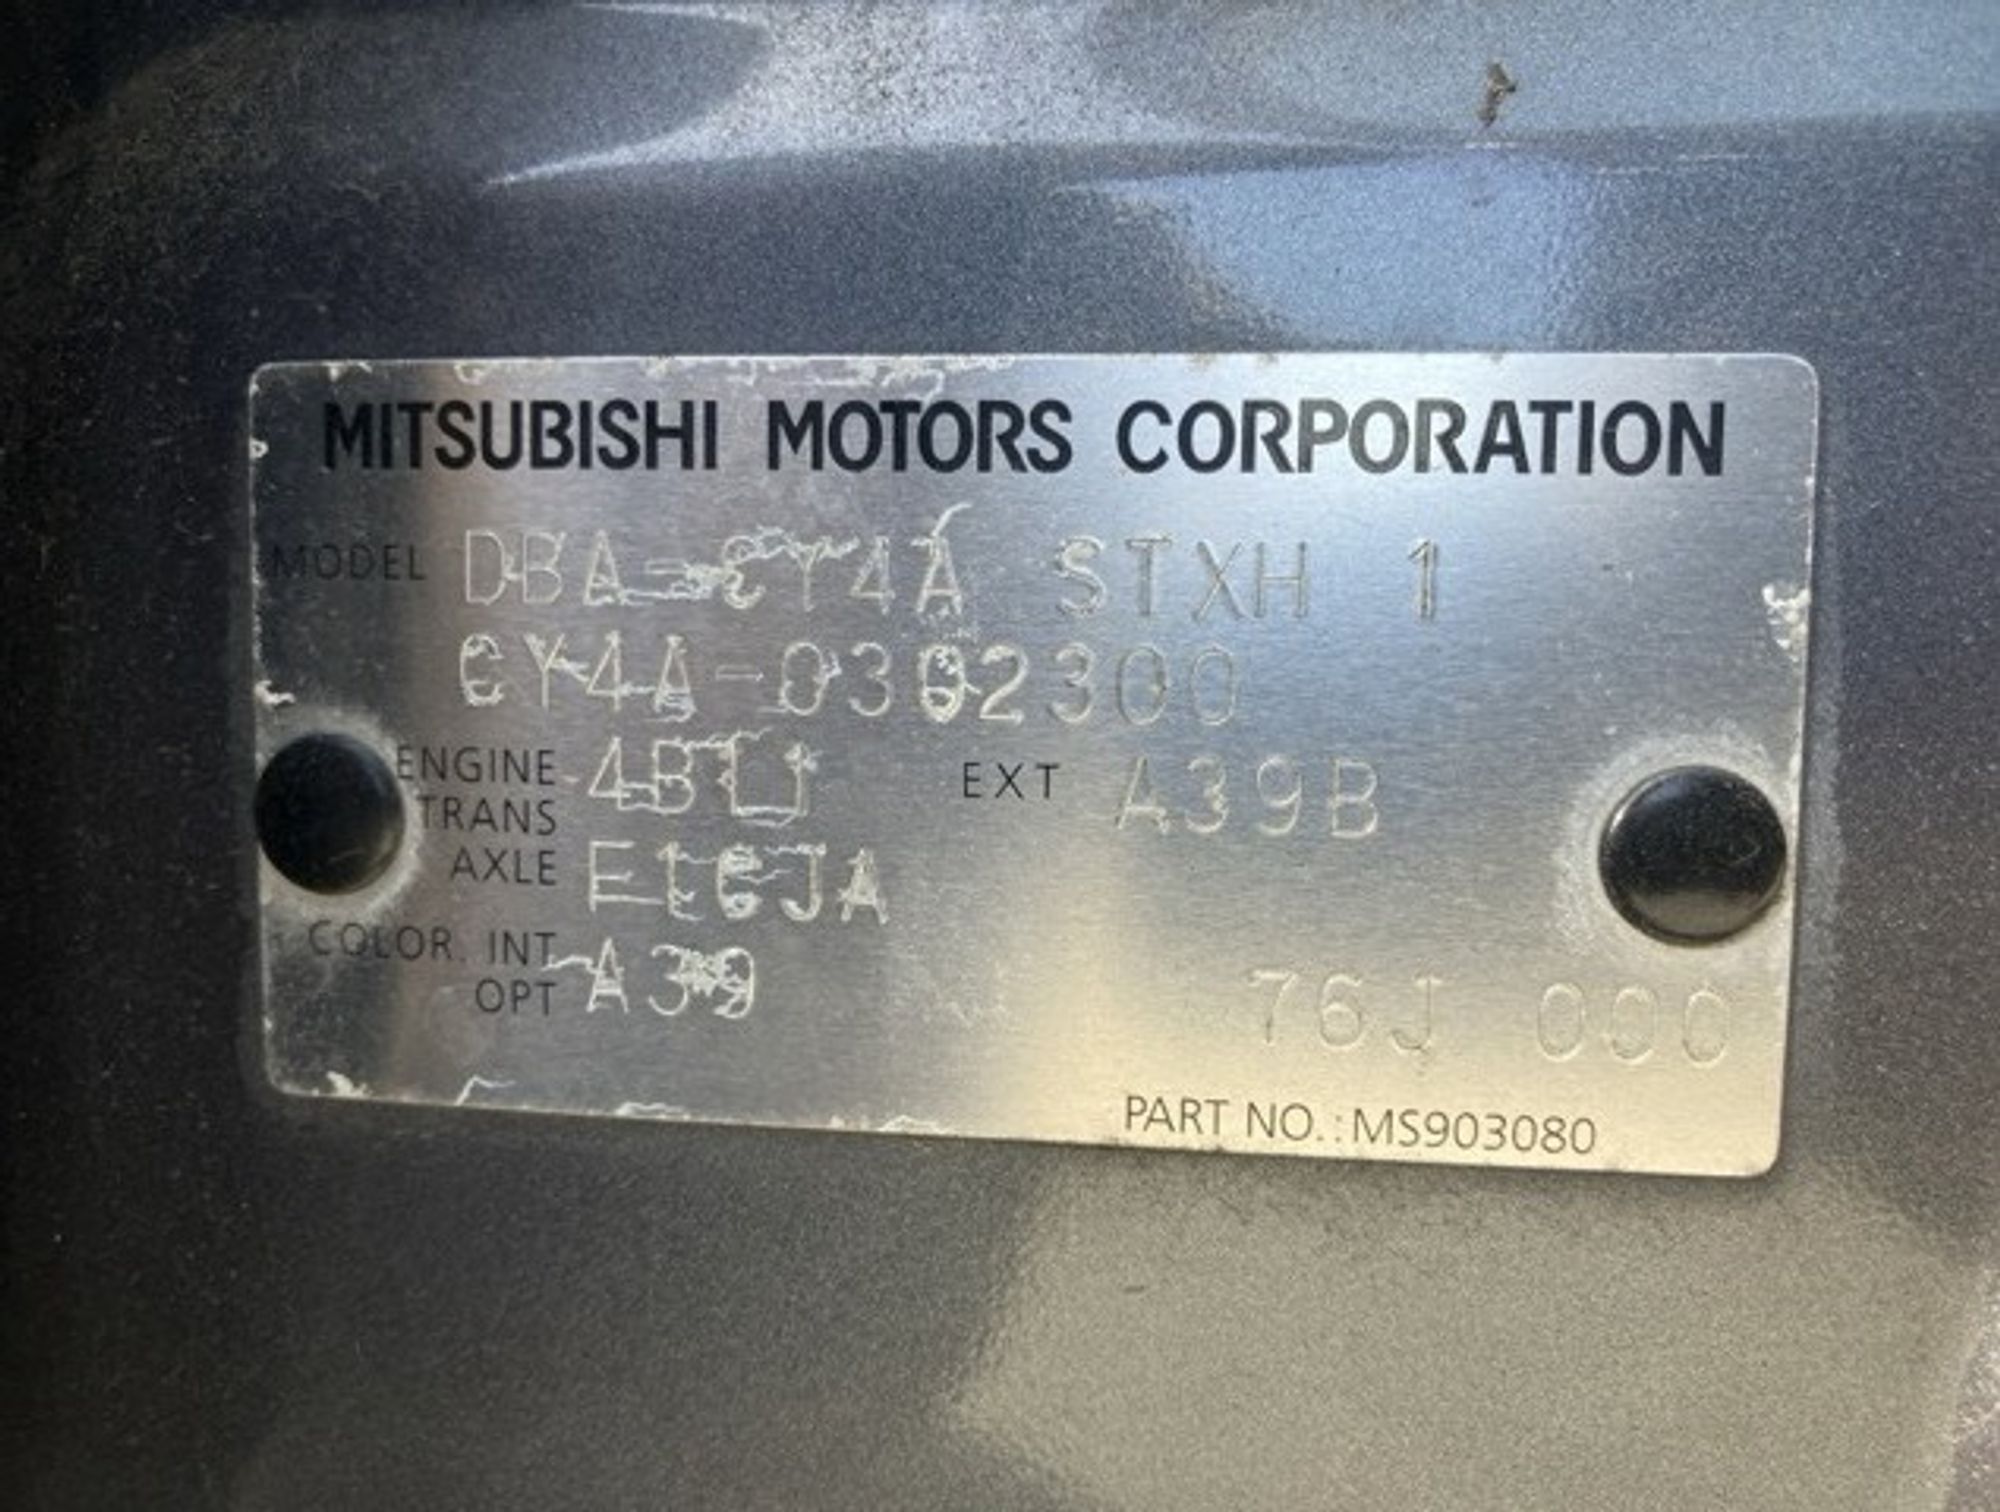 MITSUBISHI MOTORS CORPORATION
MODEL DBA-CY4A STXH 1
CY4A-0302300
ENGINE 4B11 EXT A39B
TRANS
AXLE F1CJA
COLOR. INT
OPT A39 76J 000
PART NO.:MS903080